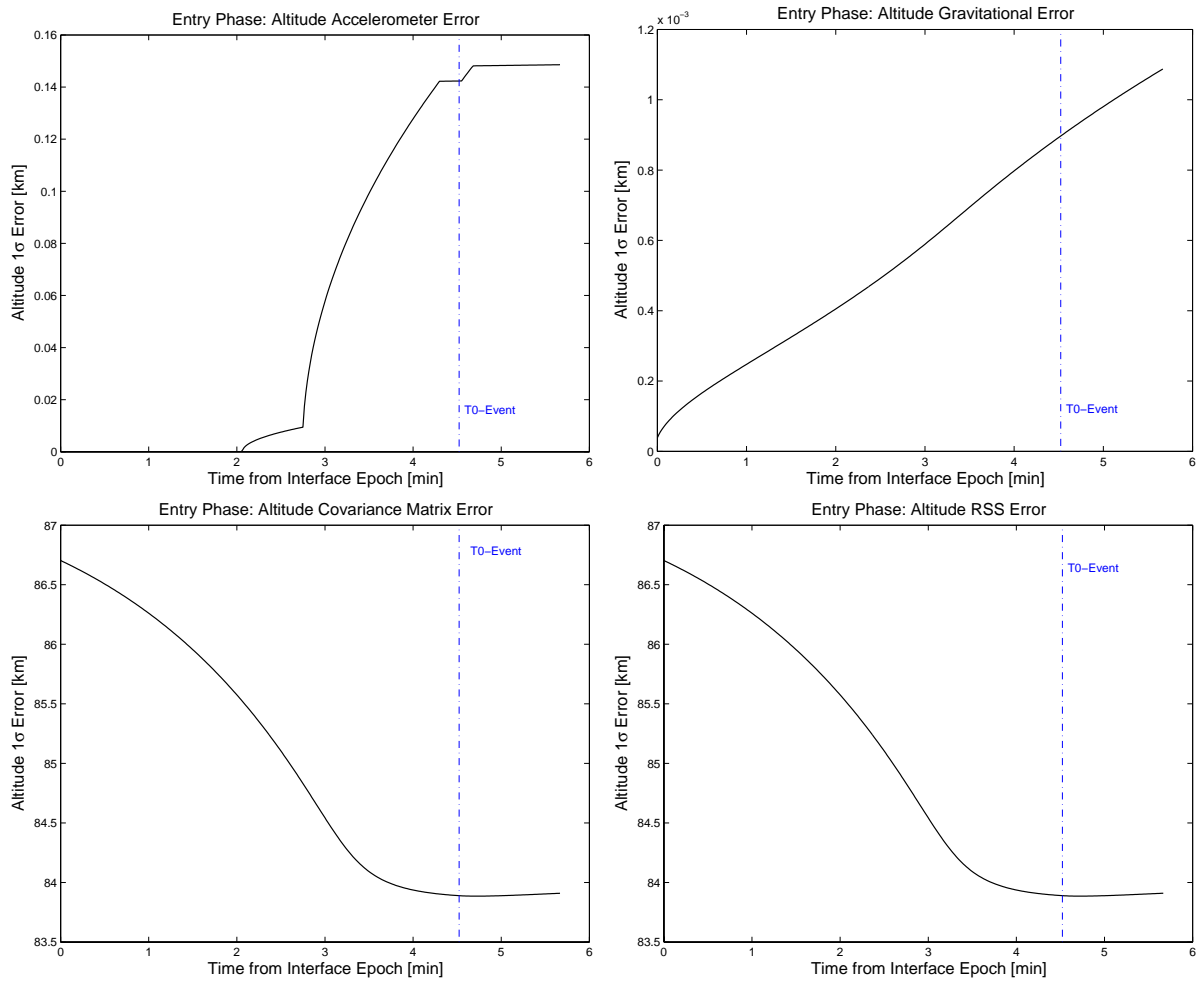 Entry Phase: Altitude Accelerometer Error
0.16
0.14
0.12
0.1
0.08
0.06
0.04
0.02
0
Altitude 1σ Error [km]
T0−Event
0 1 2 3 4 5 6
Time from Interface Epoch [min]
Entry Phase: Altitude Gravitational Error
x 10⁻³
1.2
1
0.8
0.6
0.4
0.2
0
Altitude 1σ Error [km]
T0−Event
0 1 2 3 4 5 6
Time from Interface Epoch [min]
Entry Phase: Altitude Covariance Matrix Error
87
86.5
86
85.5
85
84.5
84
83.5
Altitude 1σ Error [km]
T0−Event
0 1 2 3 4 5 6
Time from Interface Epoch [min]
Entry Phase: Altitude RSS Error
87
86.5
86
85.5
85
84.5
84
83.5
Altitude 1σ Error [km]
T0−Event
0 1 2 3 4 5 6
Time from Interface Epoch [min]